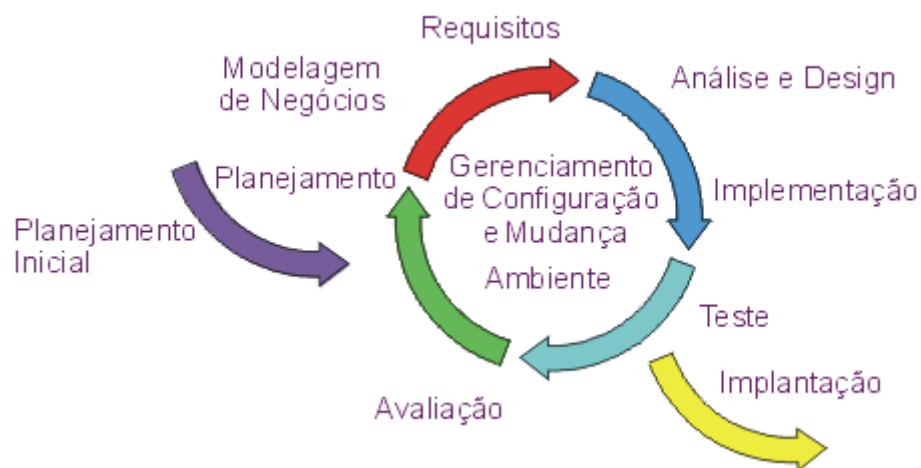 Requisitos
Modelagem
de Negócios
Análise e Design
Planejamento
Gerenciamento
de Configuração
e Mudança
Implementação
Planejamento
Inicial
Ambiente
Teste
Implantação
Avaliação